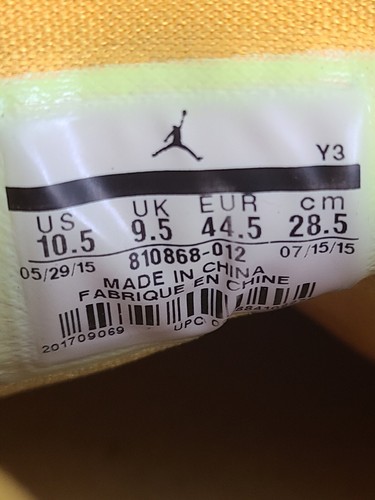 Y3
US UK EUR cm
10.5 9.5 44.5 28.5
05/29/15 810868-012 07/15/15
MADE IN CHINA
FABRIQUE EN CHINE
201709069 UPC